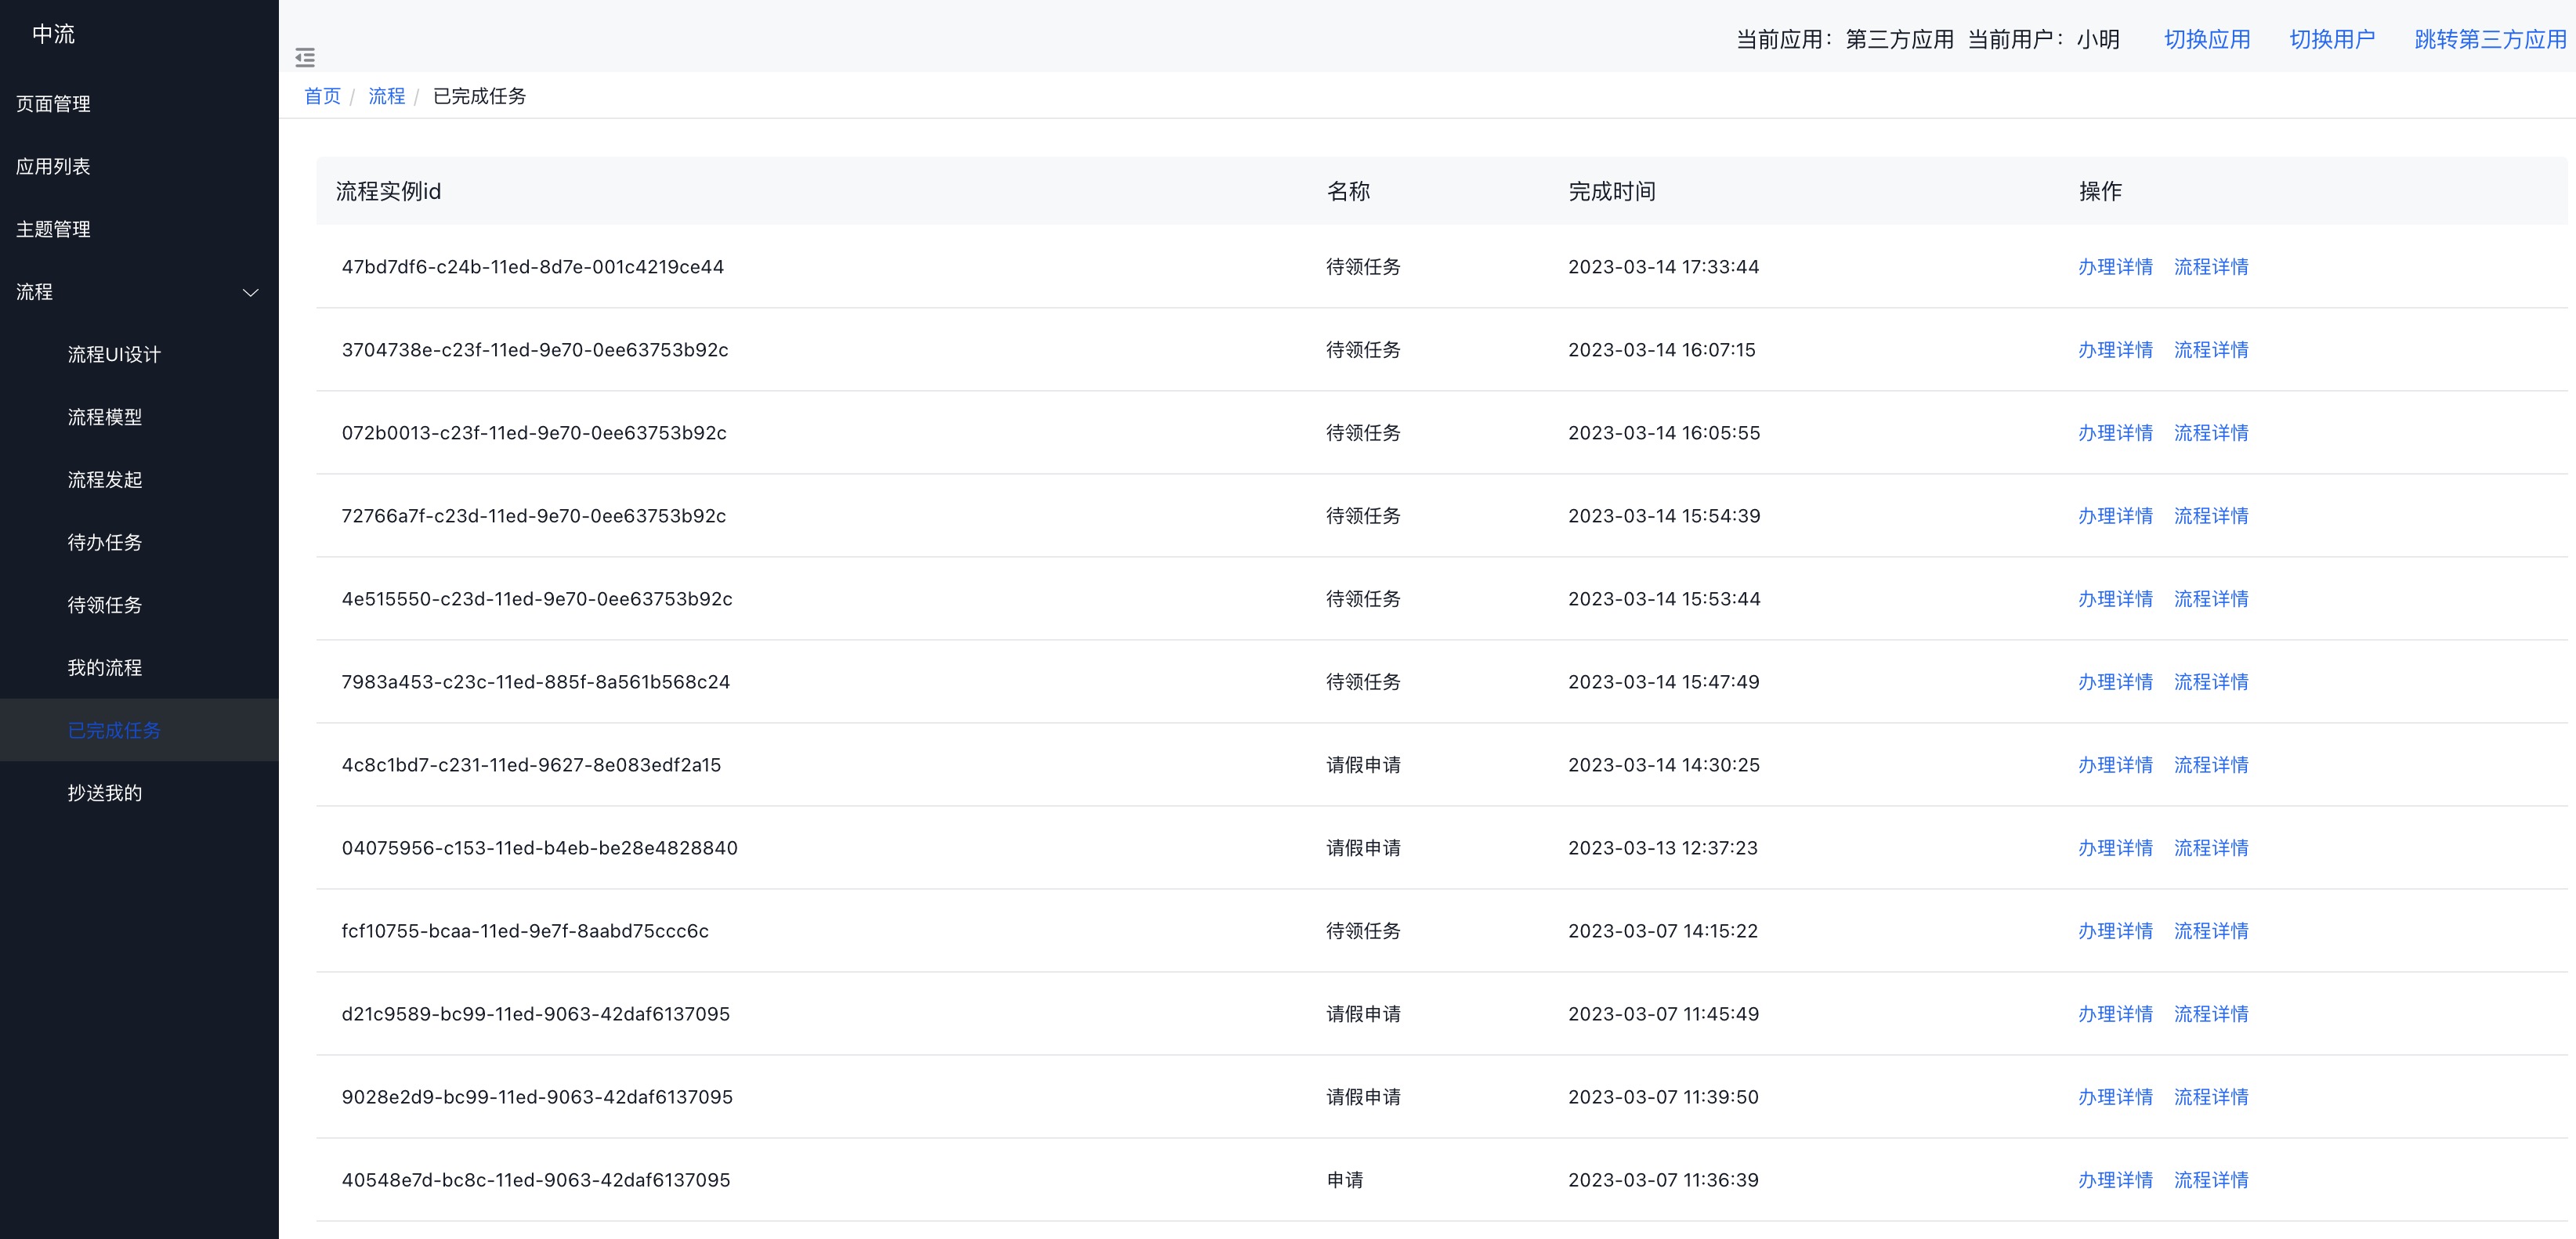 中流
页面管理
应用列表
主题管理
流程
流程UI设计
流程模型
流程发起
待办任务
待领任务
我的流程
已完成任务
抄送我的
当前应用：第三方应用 当前用户：小明 切换应用 切换用户 跳转第三方应用
首页 / 流程 / 已完成任务
流程实例id 名称 完成时间 操作
47bd7df6-c24b-11ed-8d7e-001c4219ce44 待领任务 2023-03-14 17:33:44 办理详情 流程详情
3704738e-c23f-11ed-9e70-0ee63753b92c 待领任务 2023-03-14 16:07:15 办理详情 流程详情
072b0013-c23f-11ed-9e70-0ee63753b92c 待领任务 2023-03-14 16:05:55 办理详情 流程详情
72766a7f-c23d-11ed-9e70-0ee63753b92c 待领任务 2023-03-14 15:54:39 办理详情 流程详情
4e515550-c23d-11ed-9e70-0ee63753b92c 待领任务 2023-03-14 15:53:44 办理详情 流程详情
7983a453-c23c-11ed-885f-8a561b568c24 待领任务 2023-03-14 15:47:49 办理详情 流程详情
4c8c1bd7-c231-11ed-9627-8e083edf2a15 请假申请 2023-03-14 14:30:25 办理详情 流程详情
04075956-c153-11ed-b4eb-be28e4828840 请假申请 2023-03-13 12:37:23 办理详情 流程详情
fcf10755-bcaa-11ed-9e7f-8aabd75ccc6c 待领任务 2023-03-07 14:15:22 办理详情 流程详情
d21c9589-bc99-11ed-9063-42daf6137095 请假申请 2023-03-07 11:45:49 办理详情 流程详情
9028e2d9-bc99-11ed-9063-42daf6137095 请假申请 2023-03-07 11:39:50 办理详情 流程详情
40548e7d-bc8c-11ed-9063-42daf6137095 申请 2023-03-07 11:36:39 办理详情 流程详情